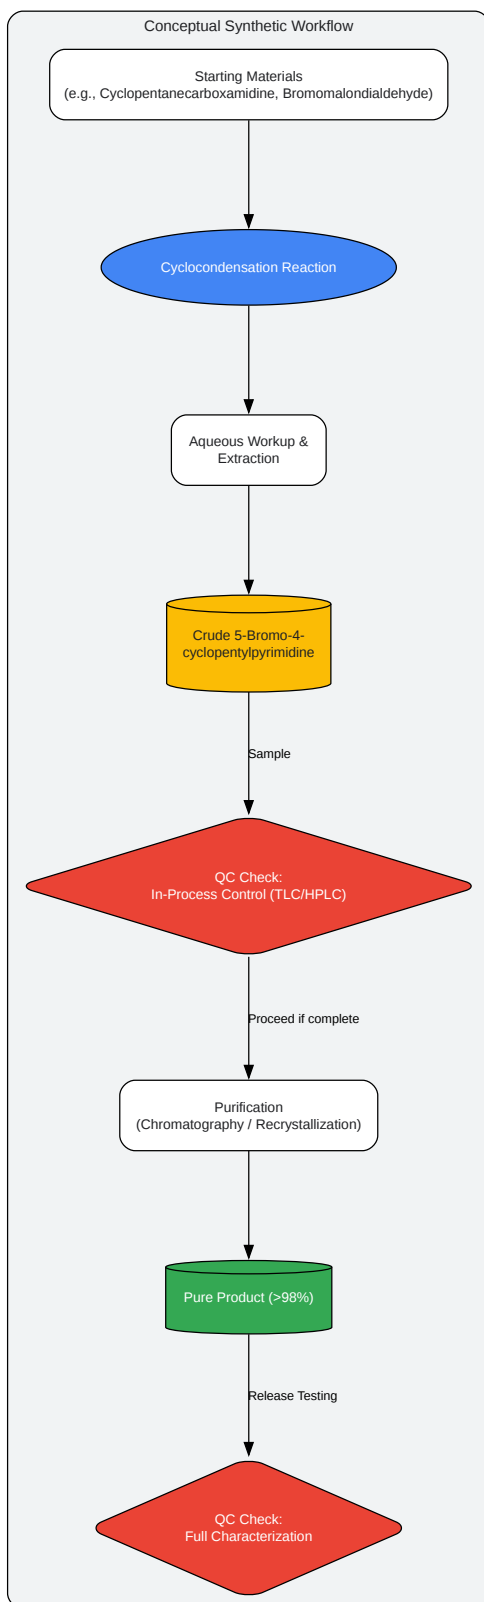 Conceptual Synthetic Workflow
Starting Materials
(e.g., Cyclopentanecarboxamidine, Bromomalondialdehyde)
Cyclocondensation Reaction
Aqueous Workup &
Extraction
Crude 5-Bromo-4-
cyclopentylpyrimidine
Sample
QC Check:
In-Process Control (TLC/HPLC)
Proceed if complete
Purification
(Chromatography / Recrystallization)
Pure Product (>98%)
Release Testing
QC Check:
Full Characterization